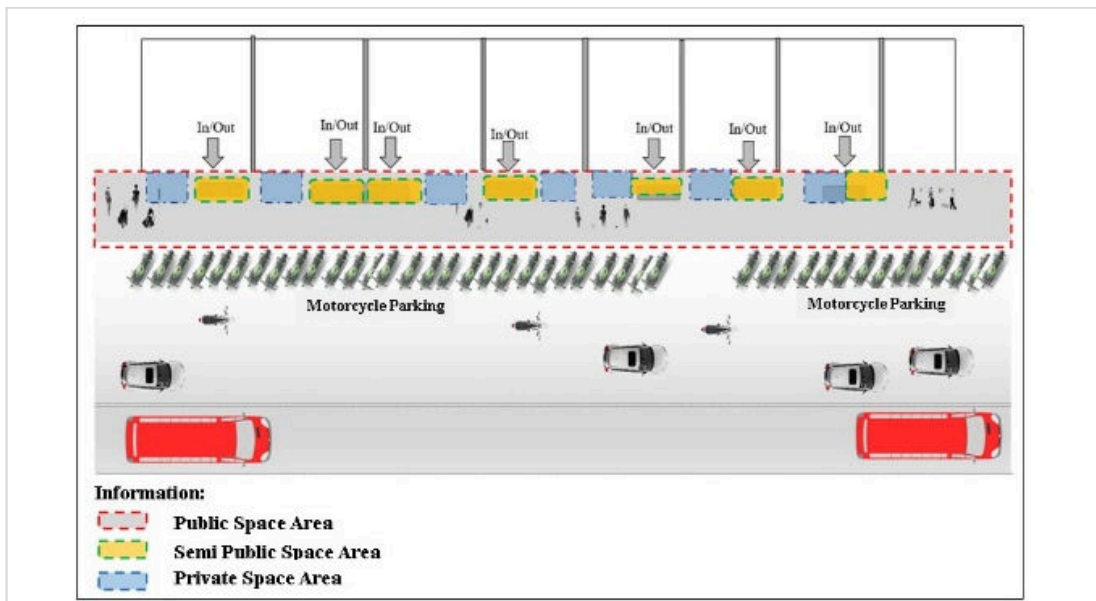 In/Out
In/Out
In/Out
In/Out
In/Out
In/Out
In/Out
Motorcycle Parking
Motorcycle Parking
Information:
Public Space Area
Semi Public Space Area
Private Space Area